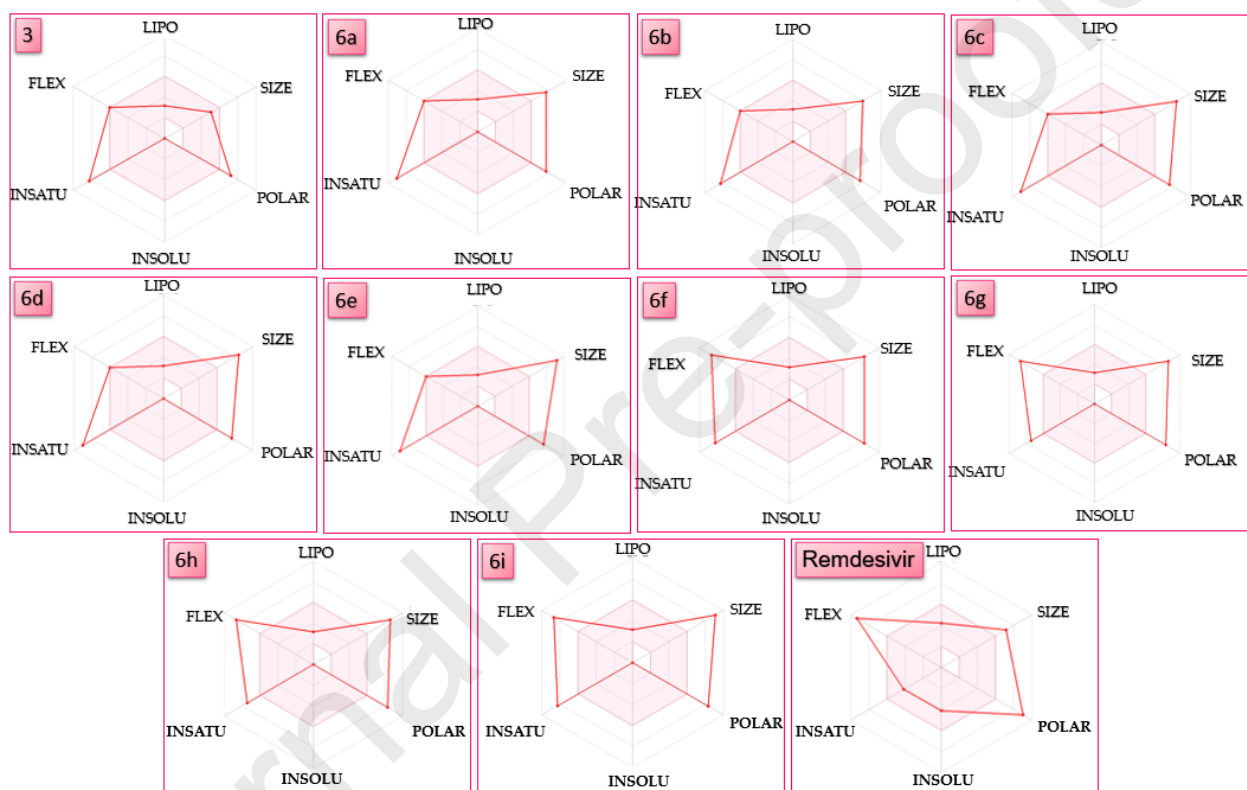 3
LIPO
FLEX
SIZE
INSATU
POLAR
INSOLU
6a
LIPO
FLEX
SIZE
INSATU
POLAR
INSOLU
6b
LIPO
FLEX
SIZE
INSATU
POLAR
INSOLU
6c
LIPO
FLEX
SIZE
INSATU
POLAR
INSOLU
6d
LIPO
FLEX
SIZE
INSATU
POLAR
INSOLU
6e
LIPO
FLEX
SIZE
INSATU
POLAR
INSOLU
6f
LIPO
FLEX
SIZE
INSATU
POLAR
INSOLU
6g
LIPO
FLEX
SIZE
INSATU
POLAR
INSOLU
6h
LIPO
FLEX
SIZE
INSATU
POLAR
INSOLU
6i
LIPO
FLEX
SIZE
INSATU
POLAR
INSOLU
Remdesivir
LIPO
FLEX
SIZE
INSATU
POLAR
INSOLU
rnal Pre-proo